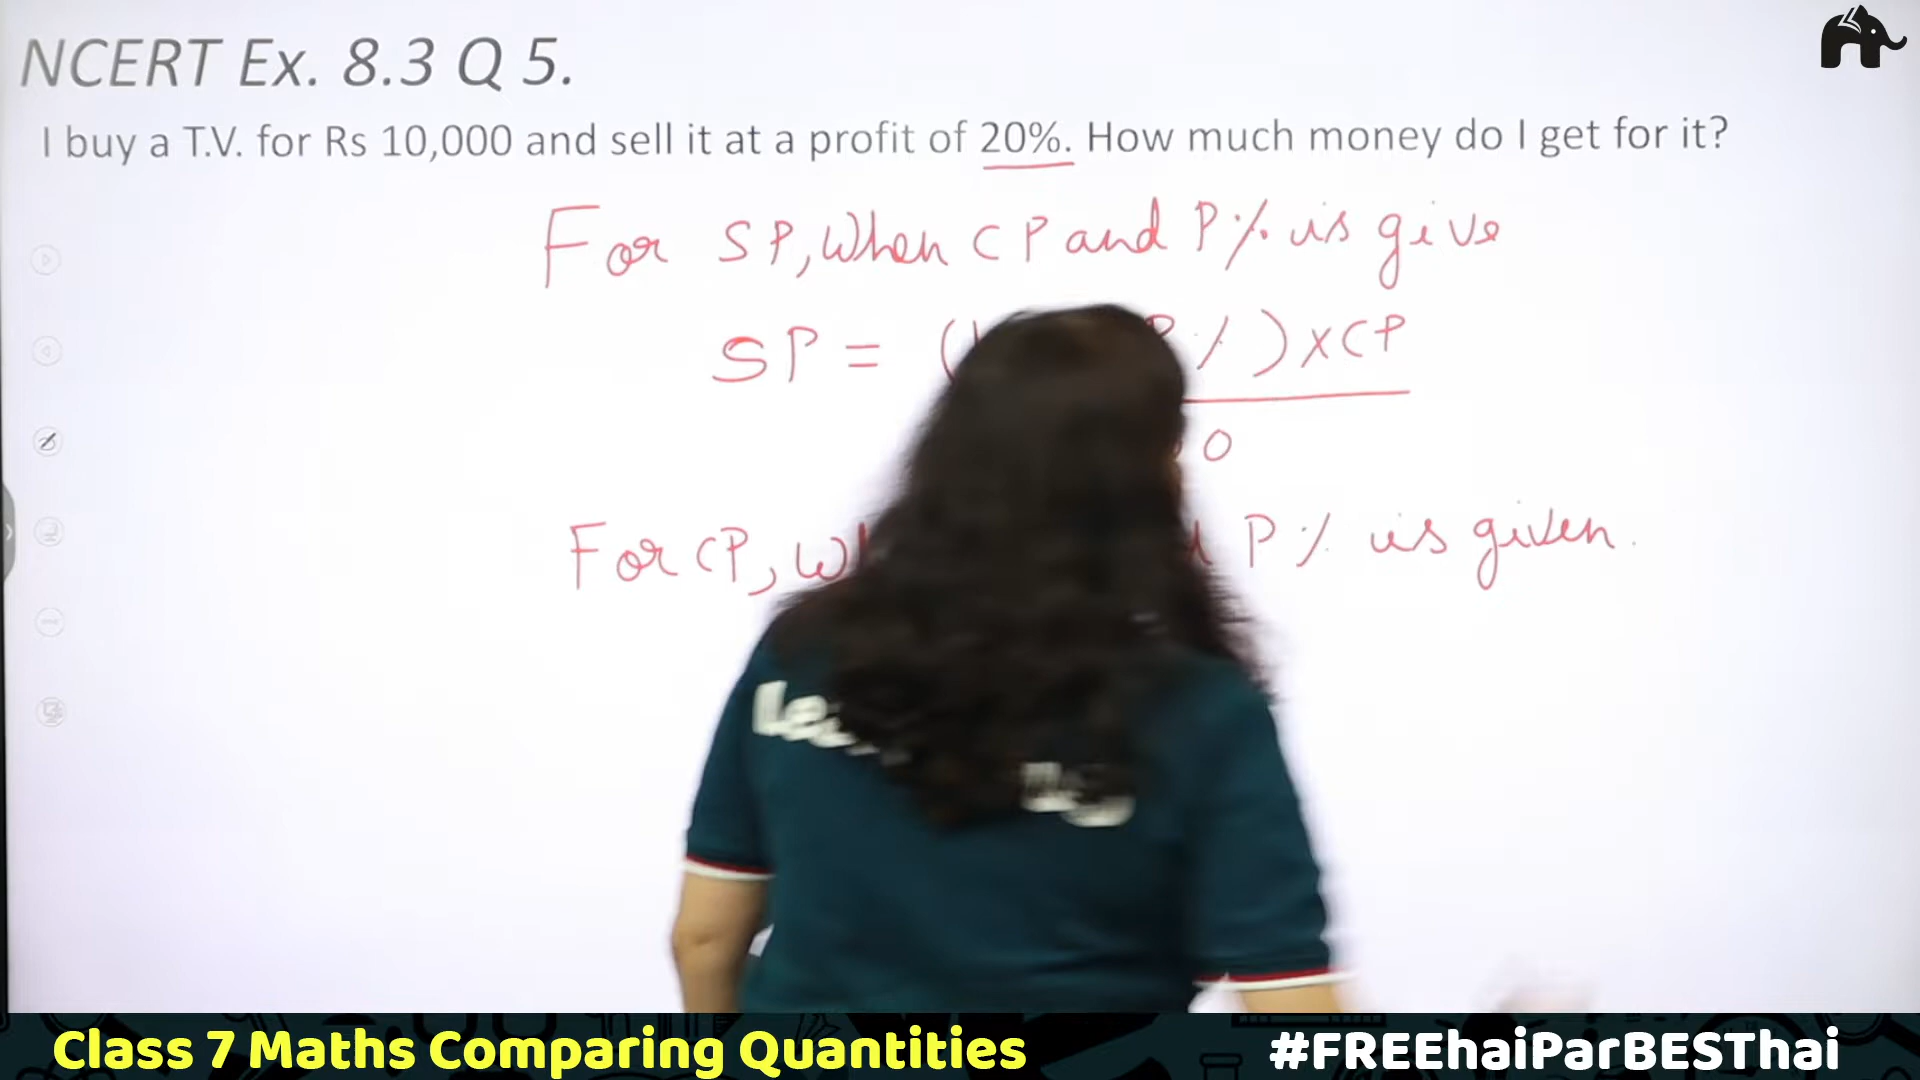 NCERT Ex. 8.3 Q 5.
I buy a T.V. for Rs 10,000 and sell it at a profit of 20%. How much money do I get for it?
For SP, When CP and P% is give
SP = ( % ) x CP
0
For CP, P % is given.
Class 7 Maths Comparing Quantities
#FREEhaiParBESThai